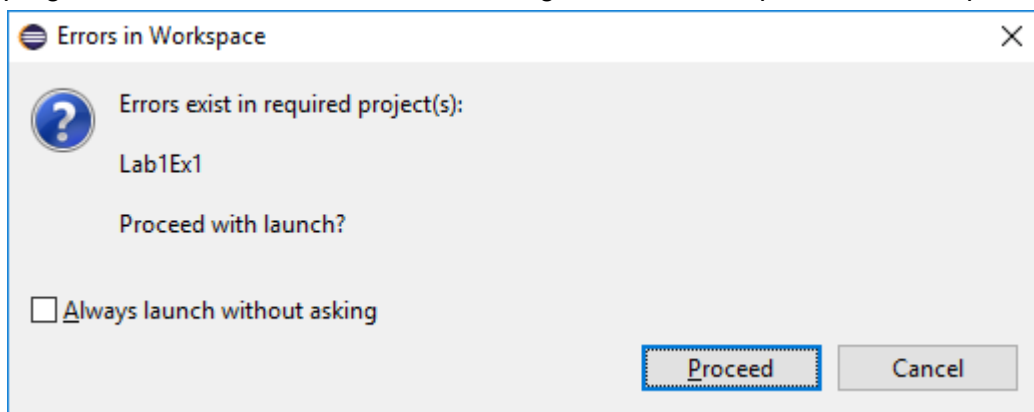 Errors in Workspace
Errors exist in required project(s):
Lab1Ex1
Proceed with launch?
Always launch without asking
Proceed Cancel